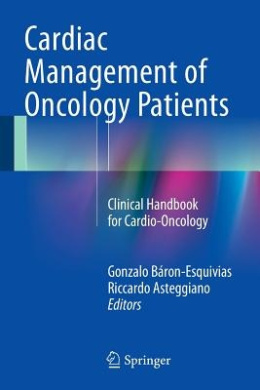 Cardiac
Management of
Oncology Patients
Clinical Handbook
for Cardio-Oncology
Gonzalo Báron-Esquivias
Riccardo Asteggiano
Editors
Springer